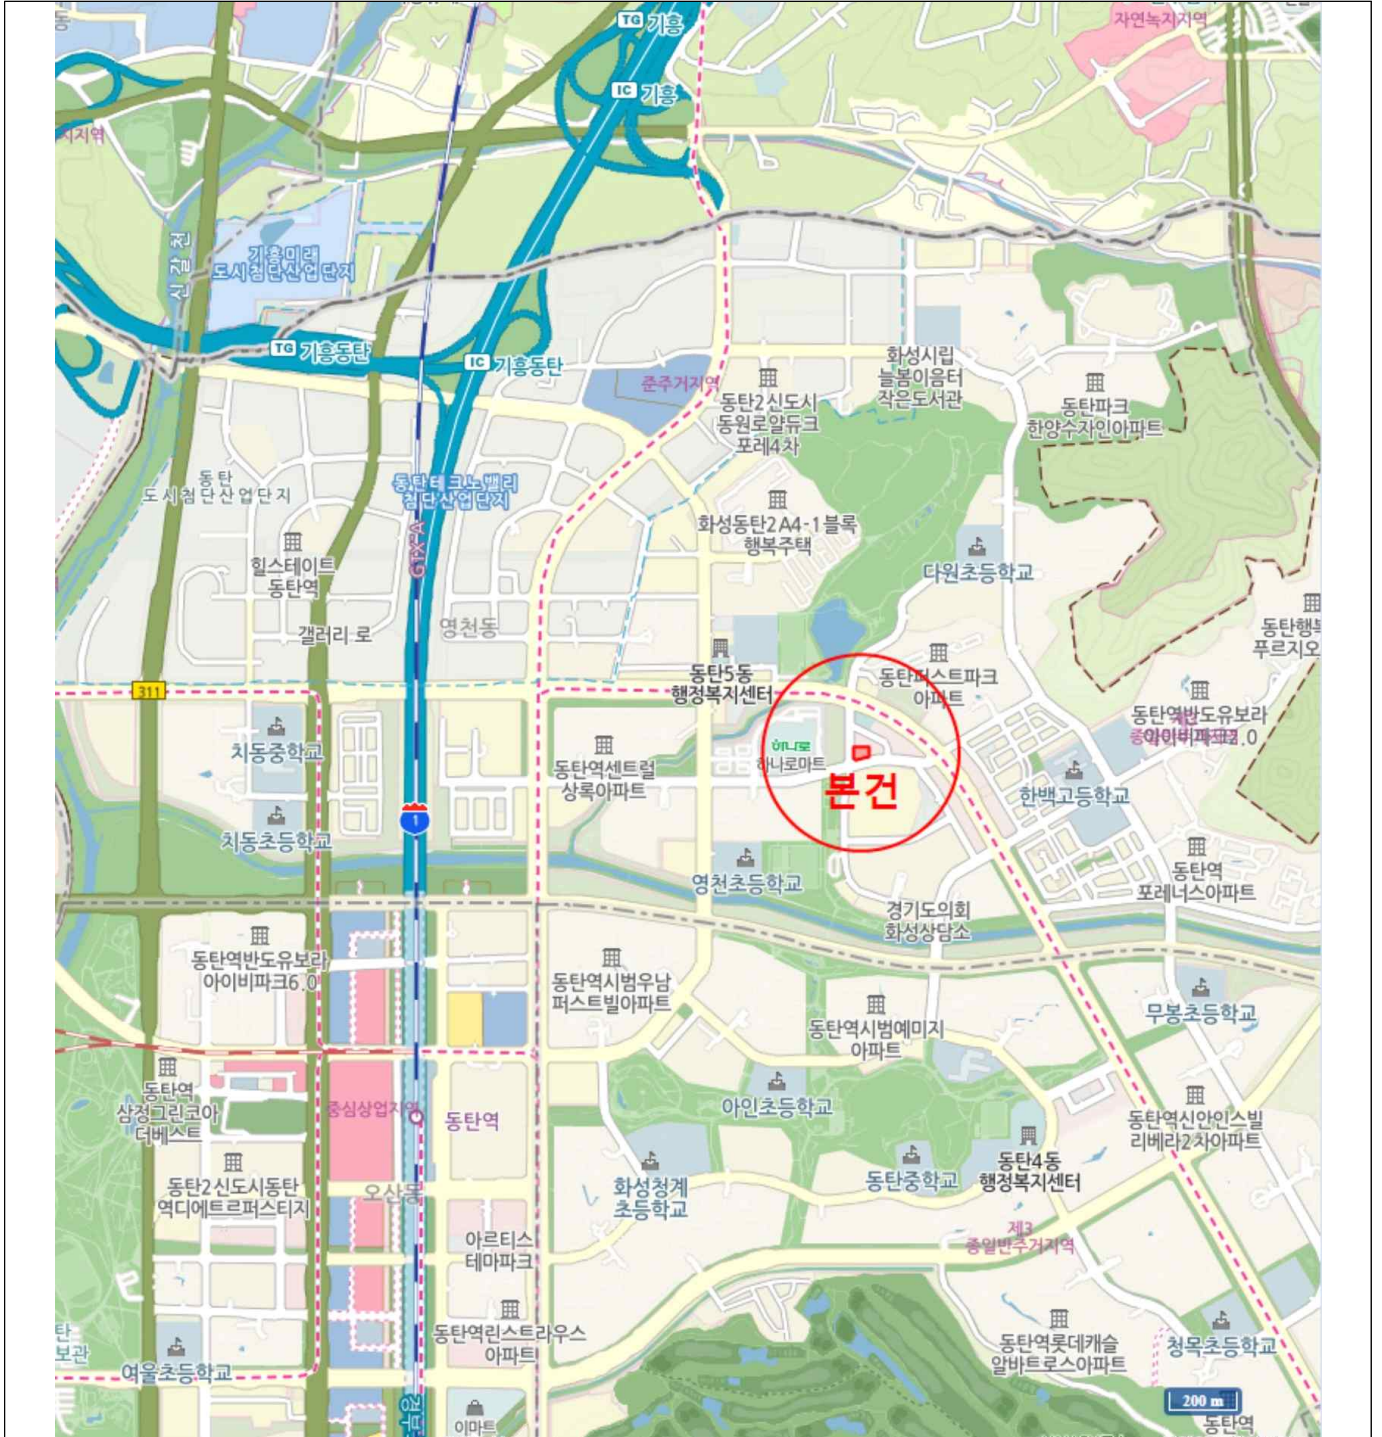 TG 기흥
자연녹지지역
IC 기흥
지지역
신갈천
기흥미래
도시첨단산업단지
TG 기흥동탄
IC 기흥동탄
준주거지역
화성시립
늘봄이음터
작은도서관
동탄2신도시
동원로얄듀크
포레4차
동탄파크
한양수자인아파트
동탄
도시첨단산업단지
동탄테크노밸리
첨단산업단지
GTX-A
화성동탄2A4-1블록
행복주택
힐스테이트
동탄역
다원초등학교
갤러리 로
영천동
동탄행복
푸르지오
동탄5동
행정복지센터
동탄퍼스트파크
아파트
311
동탄역반도유보라
아이비파크2.0
치동중학교
동탄역센트럴
상록아파트
하나로
하나로마트
본건
한백고등학교
1
치동초등학교
영천초등학교
동탄역
포레너스아파트
경기도의회
화성상담소
동탄역반도유보라
아이비파크6.0
동탄역시범우남
퍼스트빌아파트
동탄역시범예미지
아파트
무봉초등학교
동탄역
삼정그린코아
더베스트
중심상업지역
동탄역
아인초등학교
동탄역신안인스빌
리베라2차아파트
동탄2신도시동탄
역디에트르퍼스티지
오산동
화성청계
초등학교
동탄중학교
동탄4동
행정복지센터
제3
종일반주거지역
아르티스
테마파크
동탄역린스트라우스
아파트
동탄역롯데캐슬
알바트로스아파트
청목초등학교
탄
보관
여울초등학교
경부
이마트
200 m
동탄역